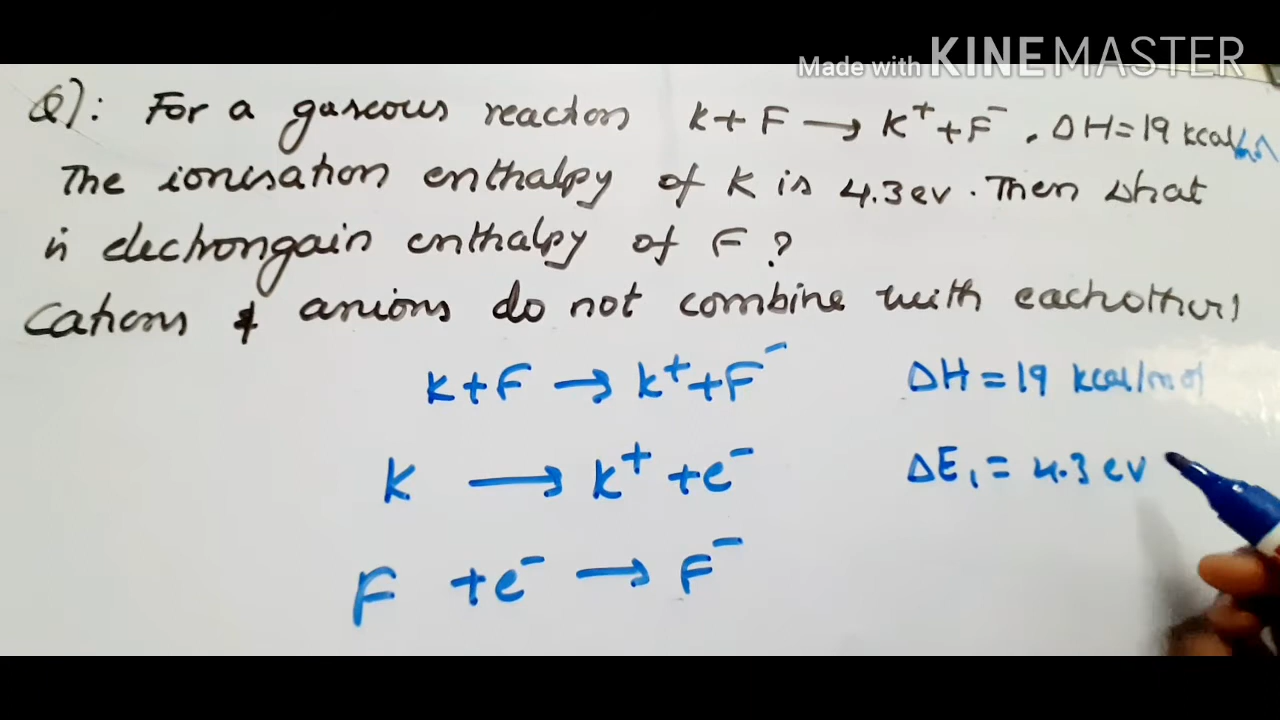 Made with KINEMASTER
Q): For a gaseous reaction K + F → K⁺ + F⁻, ΔH = 19 kcal/m
The ionisation enthalpy of K is 4.3 ev. Then what
is electrongain enthalpy of F?
Cations & anions do not combine with eachother)
K + F → K⁺ + F⁻ ΔH = 19 kcal/mol
K → K⁺ + e⁻ ΔE₁ = 4.3 ev
F + e⁻ → F⁻